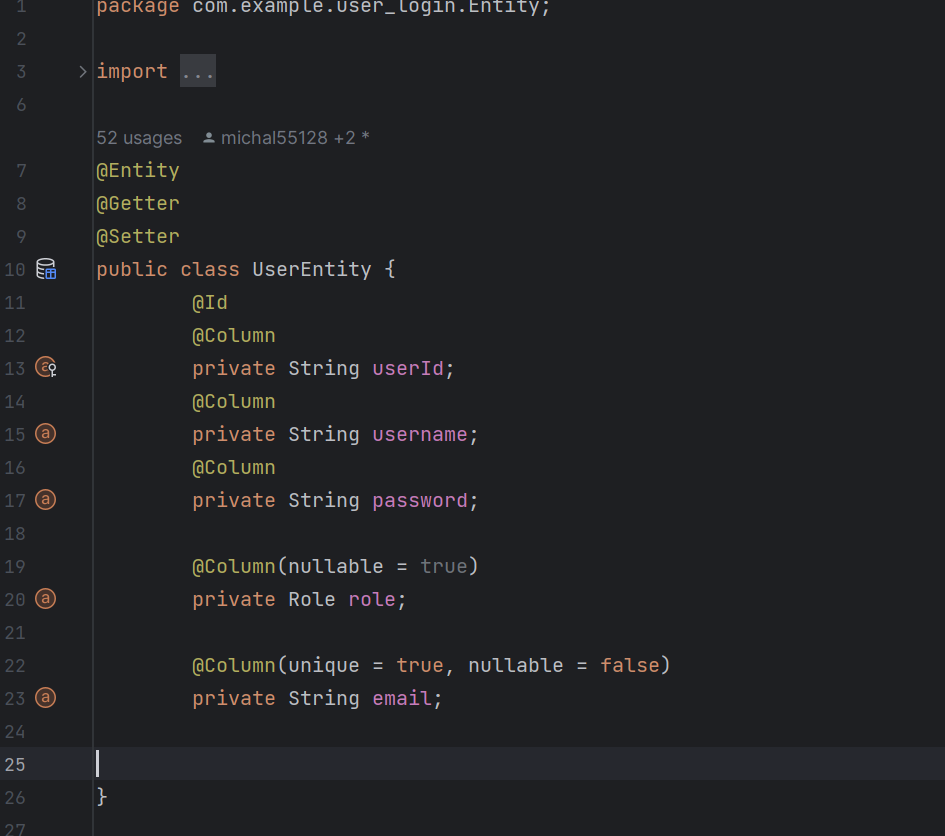 1 package com.example.user_login.Entity;
2
3 import ...
6
52 usages michal55128 +2 *
7 @Entity
8 @Getter
9 @Setter
10 public class UserEntity {
11 @Id
12 @Column
13 private String userId;
14 @Column
15 private String username;
16 @Column
17 private String password;
18
19 @Column(nullable = true)
20 private Role role;
21
22 @Column(unique = true, nullable = false)
23 private String email;
24
25
26 }
27